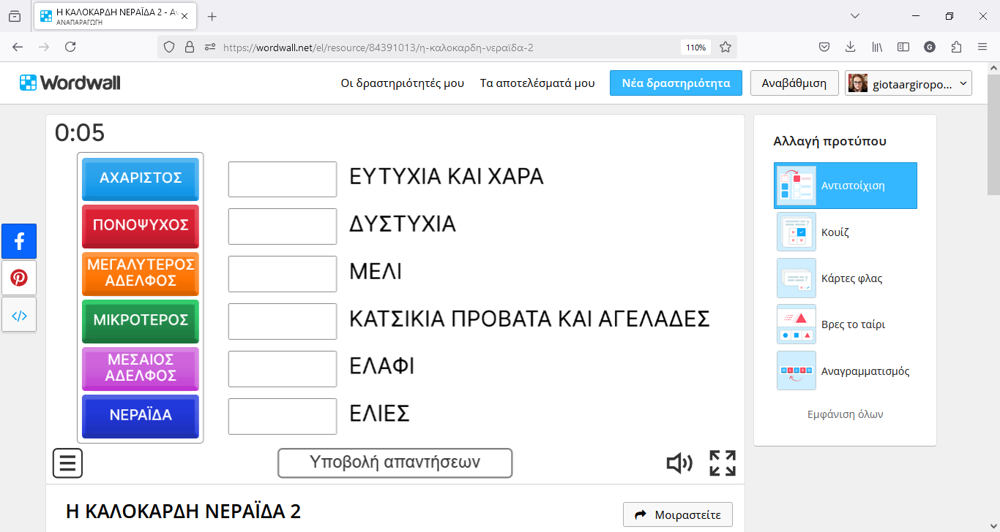 Η ΚΑΛΟΚΑΡΔΗ ΝΕΡΑΪΔΑ 2 - Αν
ΑΝΑΠΑΡΑΓΩΓΗ
https://wordwall.net/el/resource/84391013/η-καλοκαρδη-νεραϊδα-2
110%
Wordwall
Οι δραστηριότητές μου
Τα αποτελέσματά μου
Νέα δραστηριότητα
Αναβάθμιση
giotaargiropo...
0:05
ΑΧΑΡΙΣΤΟΣ
ΠΟΝΟΨΥΧΟΣ
ΜΕΓΑΛΥΤΕΡΟΣ
ΑΔΕΛΦΟΣ
ΜΙΚΡΟΤΕΡΟΣ
ΜΕΣΑΙΟΣ
ΑΔΕΛΦΟΣ
ΝΕΡΑΪΔΑ
ΕΥΤΥΧΙΑ ΚΑΙ ΧΑΡΑ
ΔΥΣΤΥΧΙΑ
ΜΕΛΙ
ΚΑΤΣΙΚΙΑ ΠΡΟΒΑΤΑ ΚΑΙ ΑΓΕΛΑΔΕΣ
ΕΛΑΦΙ
ΕΛΙΕΣ
Υποβολή απαντήσεων
Η ΚΑΛΟΚΑΡΔΗ ΝΕΡΑΪΔΑ 2
Μοιραστείτε
Αλλαγή προτύπου
Αντιστοίχιση
Κουίζ
Κάρτες φλας
Βρες το ταίρι
Αναγραμματισμός
Εμφάνιση όλων